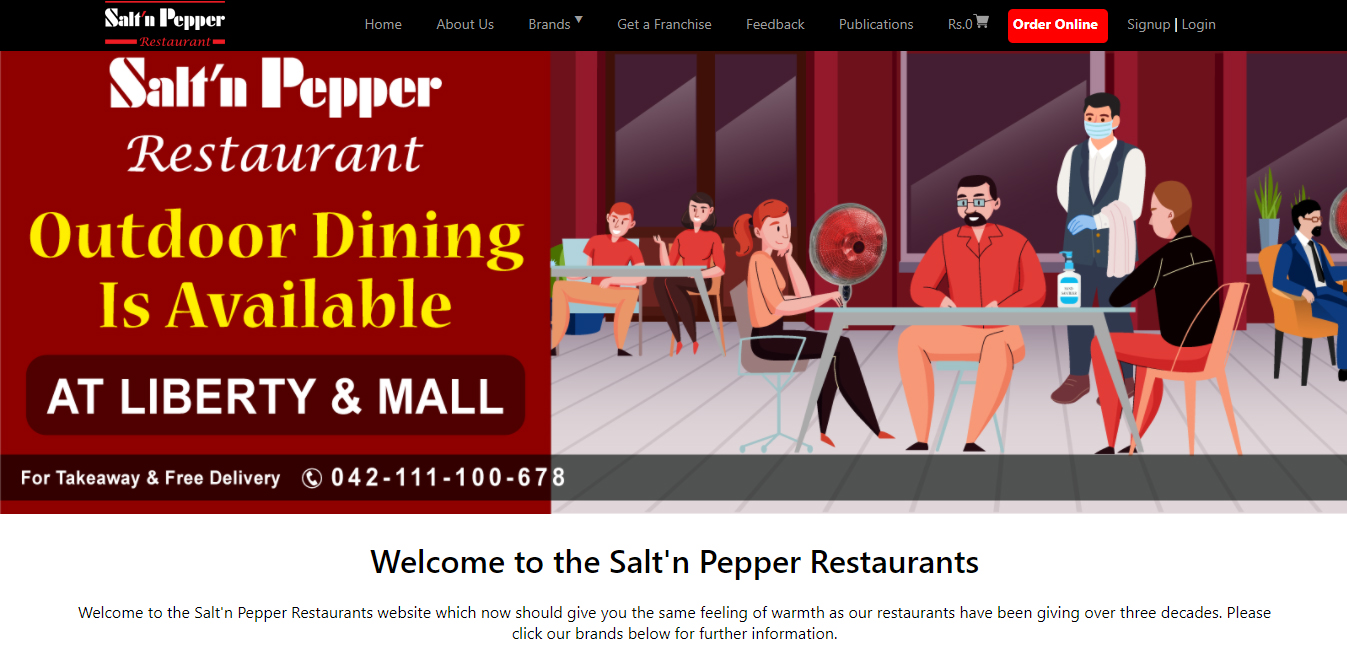 Salt'n Pepper
Restaurant
Home
About Us
Brands
Get a Franchise
Feedback
Publications
Rs.0
Order Online
Signup | Login
Salt'n Pepper
Restaurant
Outdoor Dining
Is Available
AT LIBERTY & MALL
For Takeaway & Free Delivery 042-111-100-678
Welcome to the Salt'n Pepper Restaurants
Welcome to the Salt'n Pepper Restaurants website which now should give you the same feeling of warmth as our restaurants have been giving over three decades. Please
click our brands below for further information.